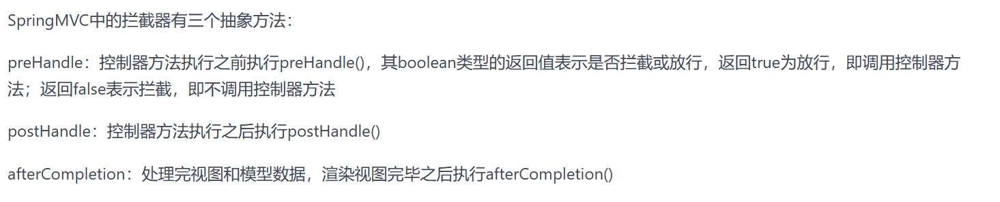 SpringMVC中的拦截器有三个抽象方法：
preHandle：控制器方法执行之前执行preHandle()，其boolean类型的返回值表示是否拦截或放行，返回true为放行，即调用控制器方
法；返回false表示拦截，即不调用控制器方法
postHandle：控制器方法执行之后执行postHandle()
afterCompletion：处理完视图和模型数据，渲染视图完毕之后执行afterCompletion()